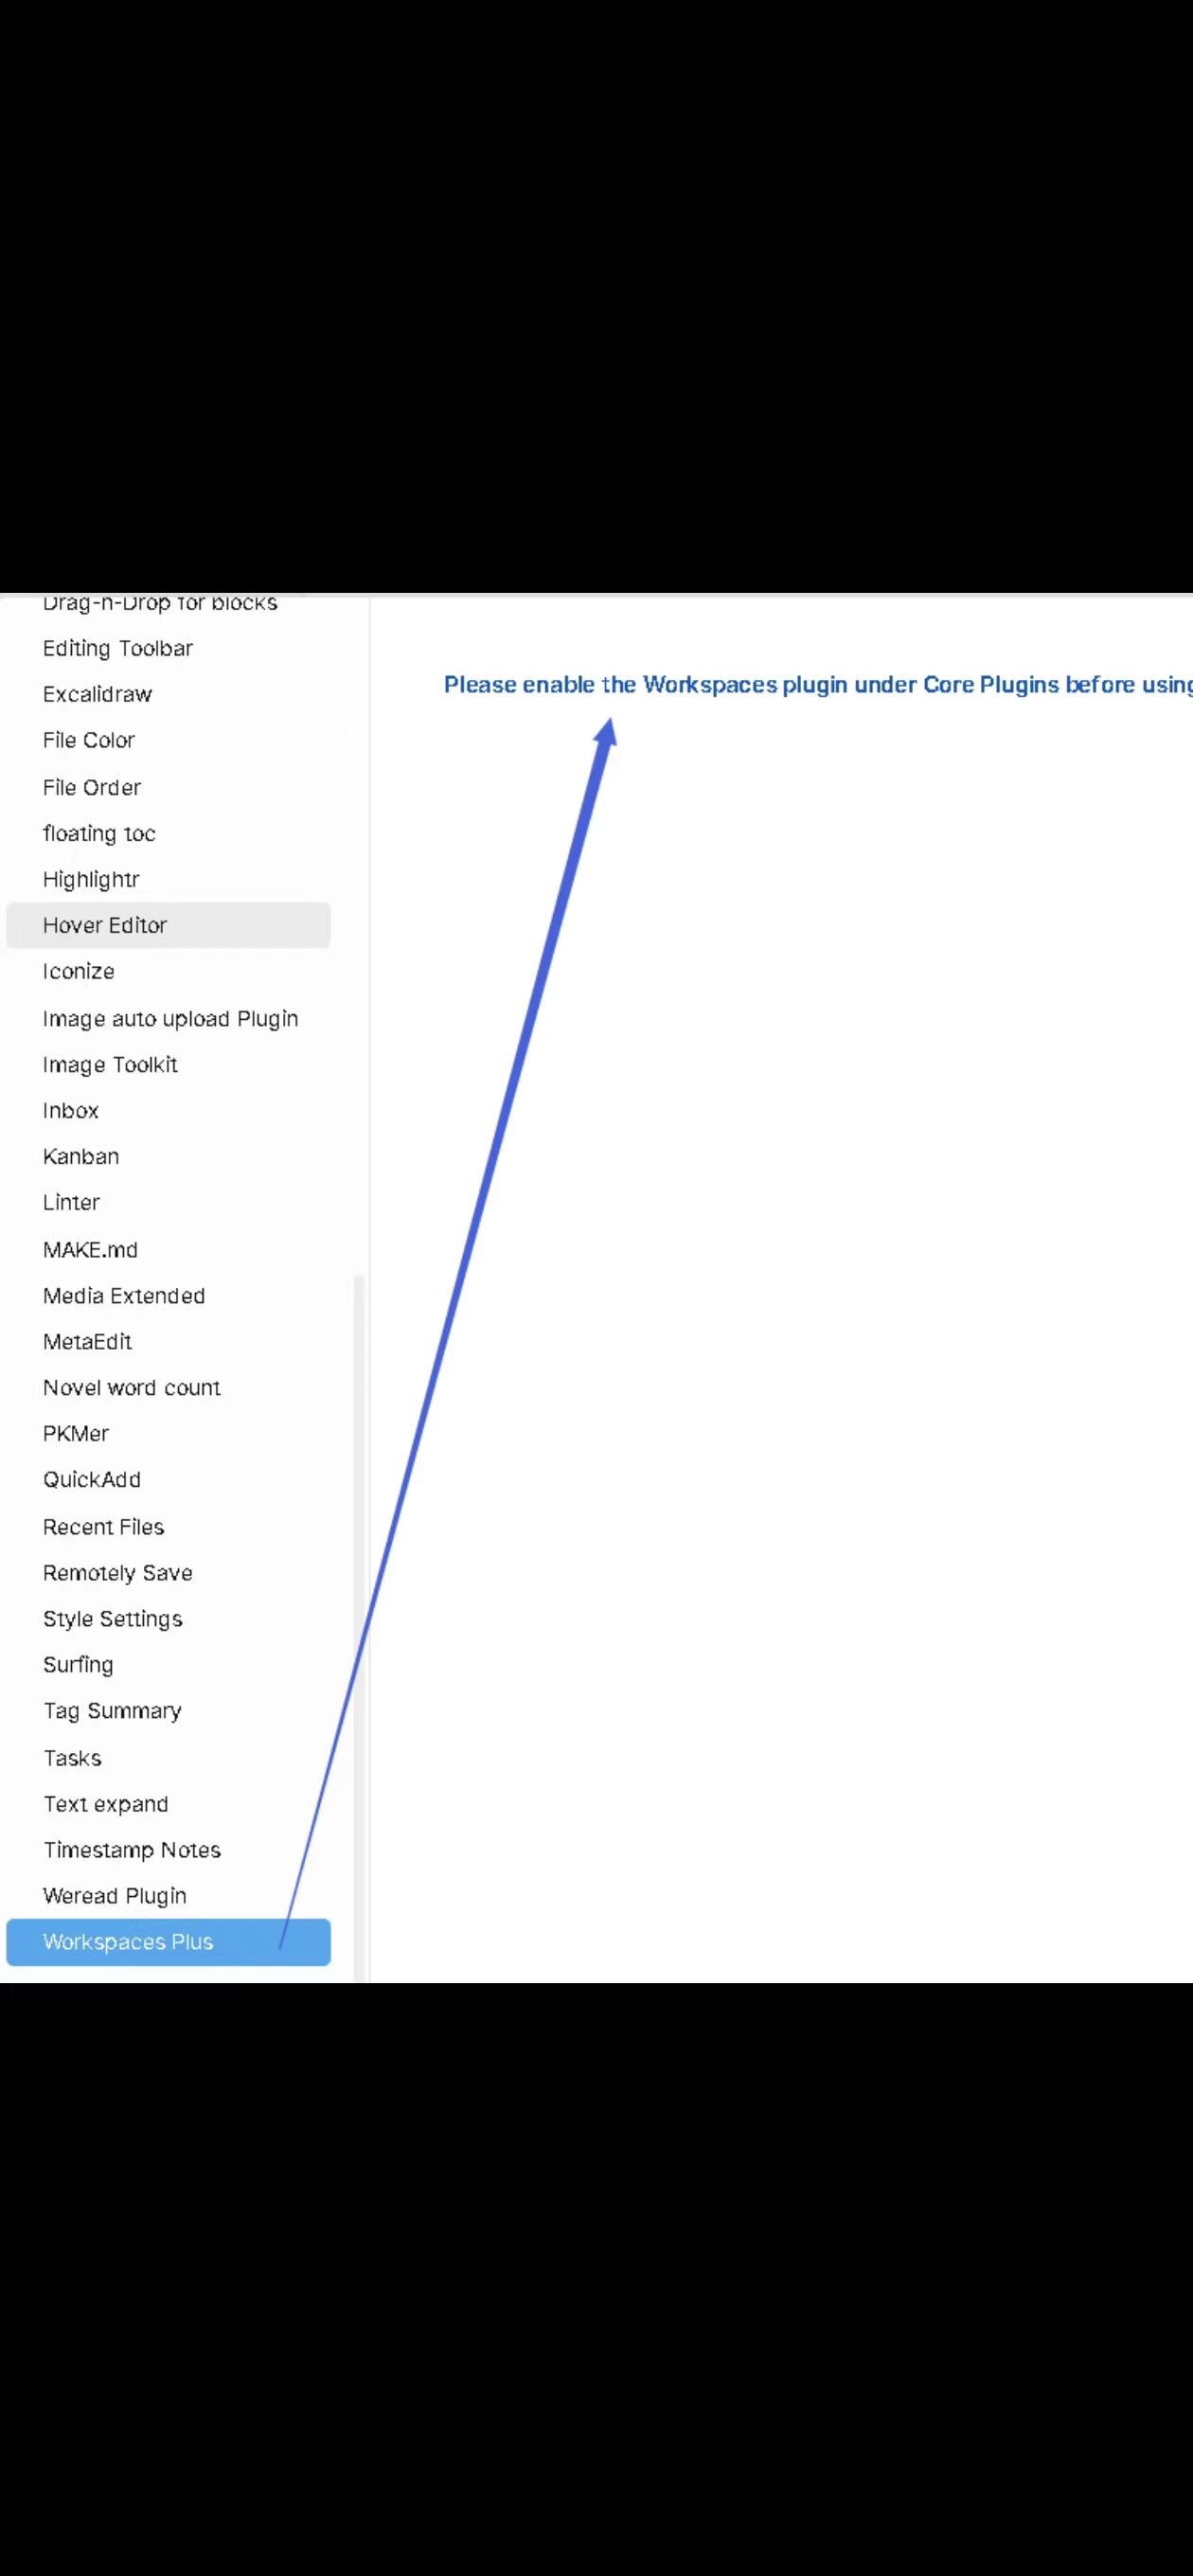 Drag-n-Drop for blocks
Editing Toolbar
Excalidraw
File Color
File Order
floating toc
Highlightr
Hover Editor
Iconize
Image auto upload Plugin
Image Toolkit
Inbox
Kanban
Linter
MAKE.md
Media Extended
MetaEdit
Novel word count
PKMer
QuickAdd
Recent Files
Remotely Save
Style Settings
Surfing
Tag Summary
Tasks
Text expand
Timestamp Notes
Weread Plugin
Workspaces Plus
Please enable the Workspaces plugin under Core Plugins before using